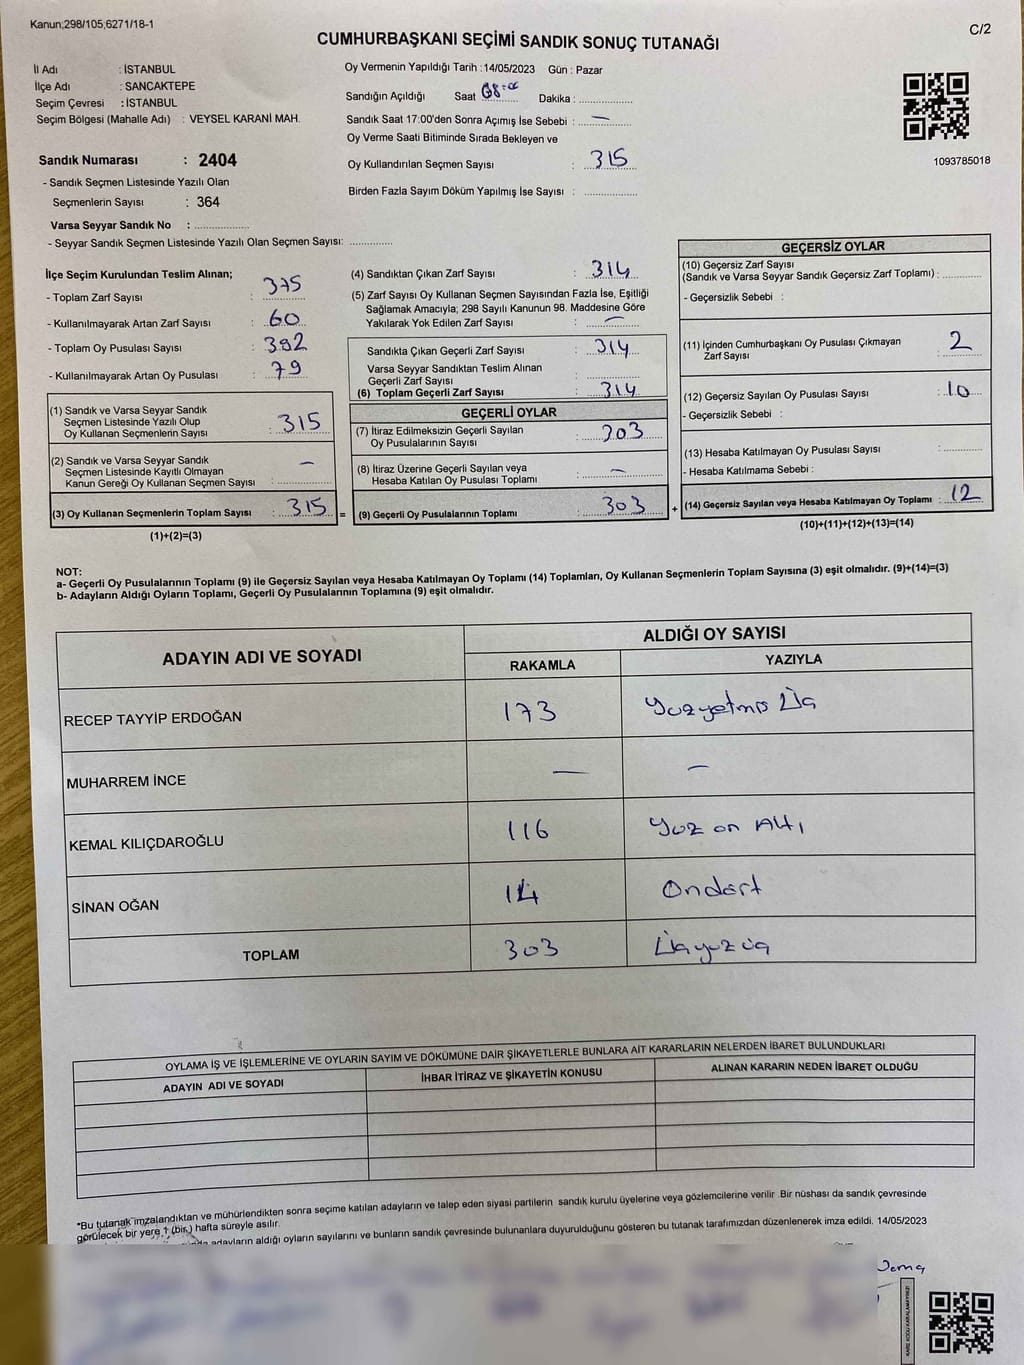 Kanun;298/105,6271/18-1
C/2
CUMHURBAŞKANI SEÇİMİ SANDIK SONUÇ TUTANAĞI
İl Adı : İSTANBUL
İlçe Adı : SANCAKTEPE
Seçim Çevresi : İSTANBUL
Seçim Bölgesi (Mahalle Adı) : VEYSEL KARANİ MAH.
Sandık Numarası : 2404
- Sandık Seçmen Listesinde Yazılı Olan
Seçmenlerin Sayısı : 364
Varsa Seyyar Sandık No : ....................
- Seyyar Sandık Seçmen Listesinde Yazılı Olan Seçmen Sayısı: ..............
Oy Vermenin Yapıldığı Tarih :14/05/2023 Gün : Pazar
Sandığın Açıldığı Saat 08:00 Dakika : ..................
Sandık Saat 17:00'den Sonra Açımış İse Sebebi : —
Oy Verme Saati Bitiminde Sırada Bekleyen ve
Oy Kullandırılan Seçmen Sayısı : 315
Birden Fazla Sayım Döküm Yapılmış İse Sayısı : ..................
1093785018
İlçe Seçim Kurulundan Teslim Alınan;
- Toplam Zarf Sayısı : 375
- Kullanılmayarak Artan Zarf Sayısı : 60
- Toplam Oy Pusulası Sayısı : 392
- Kullanılmayarak Artan Oy Pusulası : 79
(1) Sandık ve Varsa Seyyar Sandık
Seçmen Listesinde Yazılı Olup
Oy Kullanan Seçmenlerin Sayısı : 315
(2) Sandık ve Varsa Seyyar Sandık
Seçmen Listesinde Kayıtlı Olmayan
Kanun Gereği Oy Kullanan Seçmen Sayısı : —
(3) Oy Kullanan Seçmenlerin Toplam Sayısı : 315 =
(1)+(2)=(3)
(4) Sandıktan Çıkan Zarf Sayısı : 314
(5) Zarf Sayısı Oy Kullanan Seçmen Sayısından Fazla İse, Eşitliği
Sağlamak Amacıyla; 298 Sayılı Kanunun 98. Maddesine Göre
Yakılarak Yok Edilen Zarf Sayısı : —
Sandıkta Çıkan Geçerli Zarf Sayısı : 314
Varsa Seyyar Sandıktan Teslim Alınan
Geçerli Zarf Sayısı : ..............
(6) Toplam Geçerli Zarf Sayısı : 314
GEÇERLİ OYLAR
(7) İtiraz Edilmeksizin Geçerli Sayılan
Oy Pusulalarının Sayısı : 303
(8) İtiraz Üzerine Geçerli Sayılan veya
Hesaba Katılan Oy Pusulası Toplamı : —
(9) Geçerli Oy Pusulalarının Toplamı : 303 +
GEÇERSİZ OYLAR
(10) Geçersiz Zarf Sayısı
(Sandık ve Varsa Seyyar Sandık Geçersiz Zarf Toplamı) : ............
- Geçersizlik Sebebi :
(11) İçinden Cumhurbaşkanı Oy Pusulası Çıkmayan
Zarf Sayısı : 2
(12) Geçersiz Sayılan Oy Pusulası Sayısı : 10
- Geçersizlik Sebebi :
(13) Hesaba Katılmayan Oy Pusulası Sayısı : ............
- Hesaba Katılmama Sebebi :
(14) Geçersiz Sayılan veya Hesaba Katılmayan Oy Toplamı : 12
(10)+(11)+(12)+(13)=(14)
NOT:
a- Geçerli Oy Pusulalarının Toplamı (9) ile Geçersiz Sayılan veya Hesaba Katılmayan Oy Toplamı (14) Toplamları, Oy Kullanan Seçmenlerin Toplam Sayısına (3) eşit olmalıdır. (9)+(14)=(3)
b- Adayların Aldığı Oyların Toplamı, Geçerli Oy Pusulalarının Toplamına (9) eşit olmalıdır.
ADAYIN ADI VE SOYADI
ALDIĞI OY SAYISI
RAKAMLA YAZIYLA
RECEP TAYYİP ERDOĞAN 173 Yüzyetmiş Üç
MUHARREM İNCE — —
KEMAL KILIÇDAROĞLU 116 Yüz on Altı
SİNAN OĞAN 14 Ondört
TOPLAM 303 Üçyüzüç
OYLAMA İŞ VE İŞLEMLERİNE VE OYLARIN SAYIM VE DÖKÜMÜNE DAİR ŞİKAYETLERLE BUNLARA AİT KARARLARIN NELERDEN İBARET BULUNDUKLARI
ADAYIN ADI VE SOYADI İHBAR İTİRAZ VE ŞİKAYETİN KONUSU ALINAN KARARIN NEDEN İBARET OLDUĞU
*Bu tutanak imzalandıktan ve mühürlendikten sonra seçime katılan adayların ve talep eden siyasi partilerin sandık kurulu üyelerine veya gözlemcilerine verilir .Bir nüshası da sandık çevresinde
görülecek bir yere 1 (bir) hafta süreyle asılır.
adayların aldığı oyların sayılarını ve bunların sandık çevresinde bulunanlara duyurulduğunu gösteren bu tutanak tarafımızdan düzenlenerek imza edildi. 14/05/2023
KARE KODU KARALAMAYINIZ!